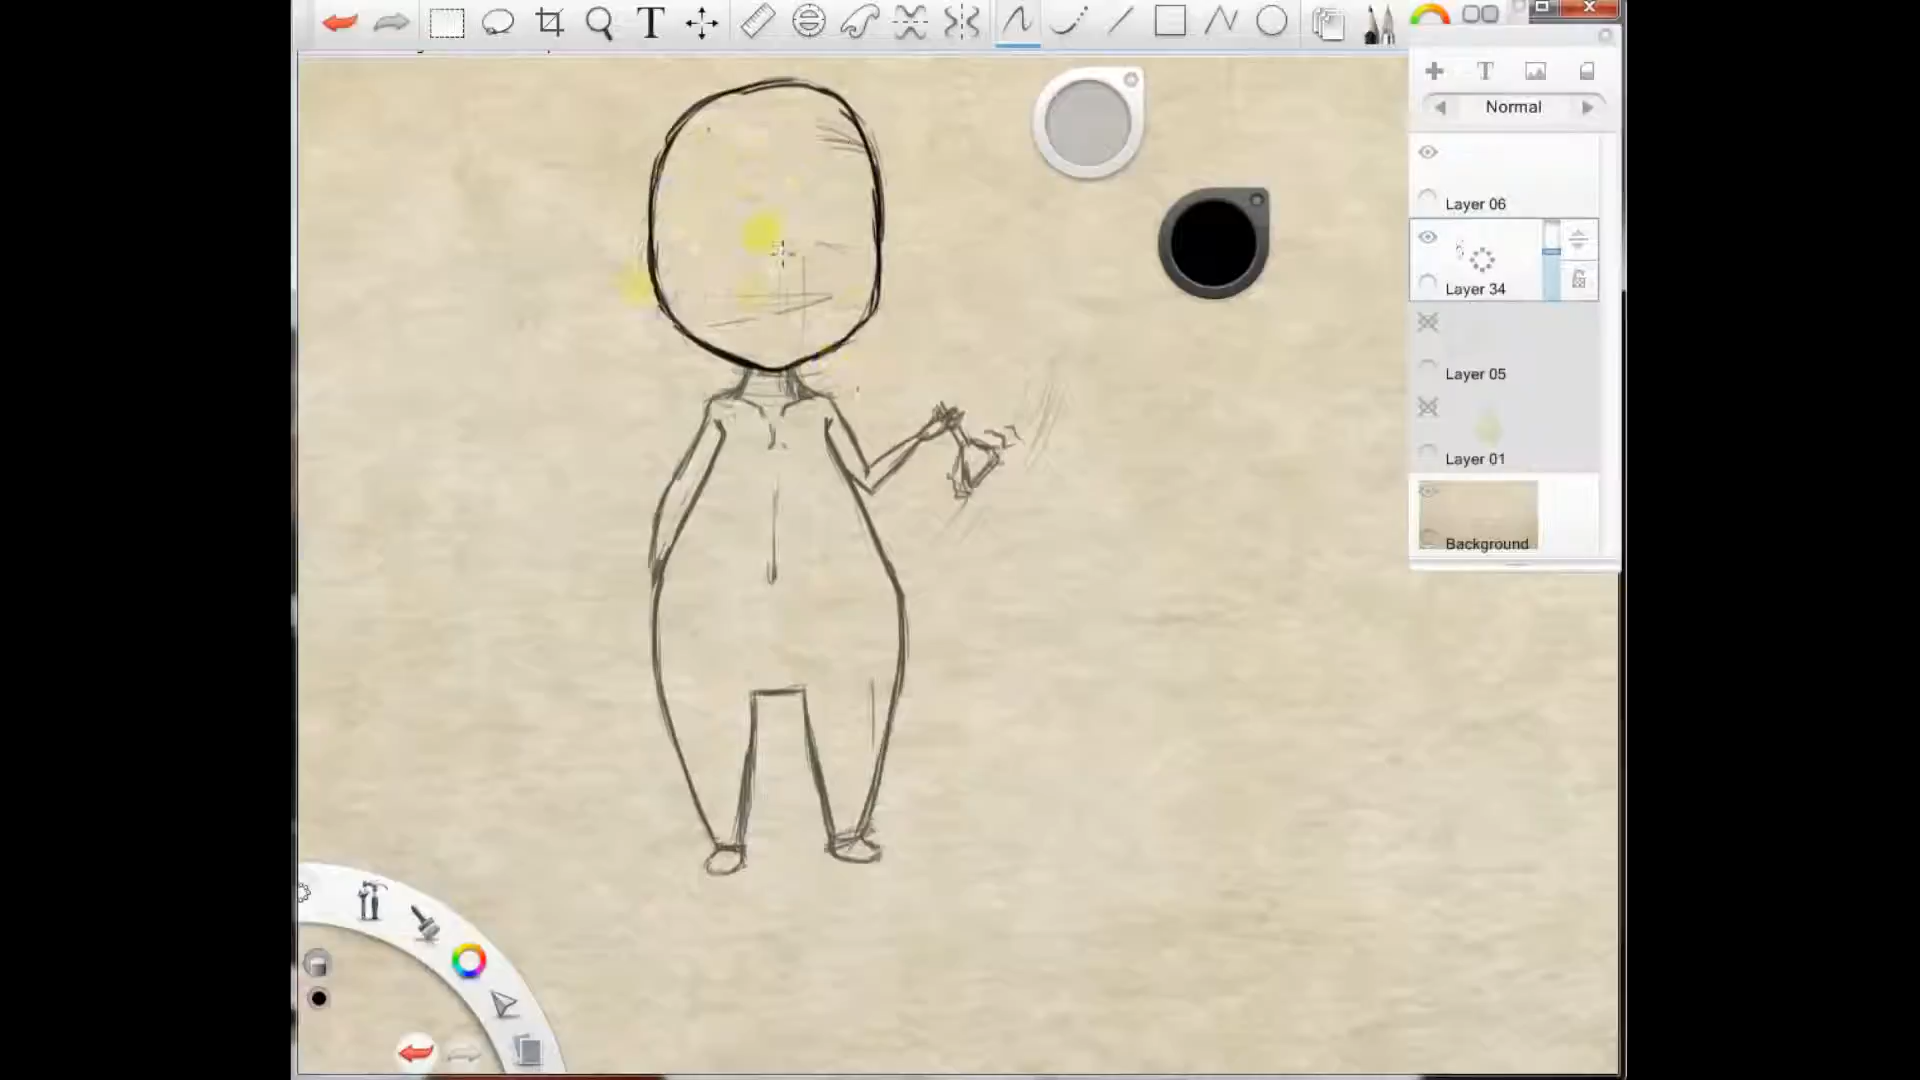 T
T
Normal
Layer 06
Layer 34
Layer 05
Layer 01
Background